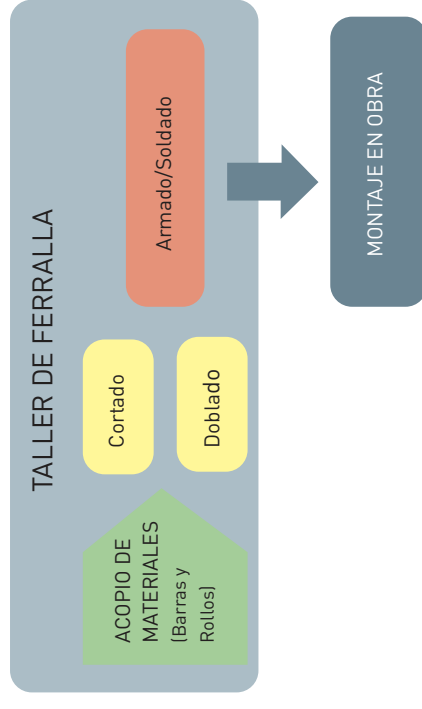 TALLER DE FERRALLA
ACOPIO DE
MATERIALES
(Barras y
Rollos)
Cortado
Doblado
Armado/Soldado
MONTAJE EN OBRA